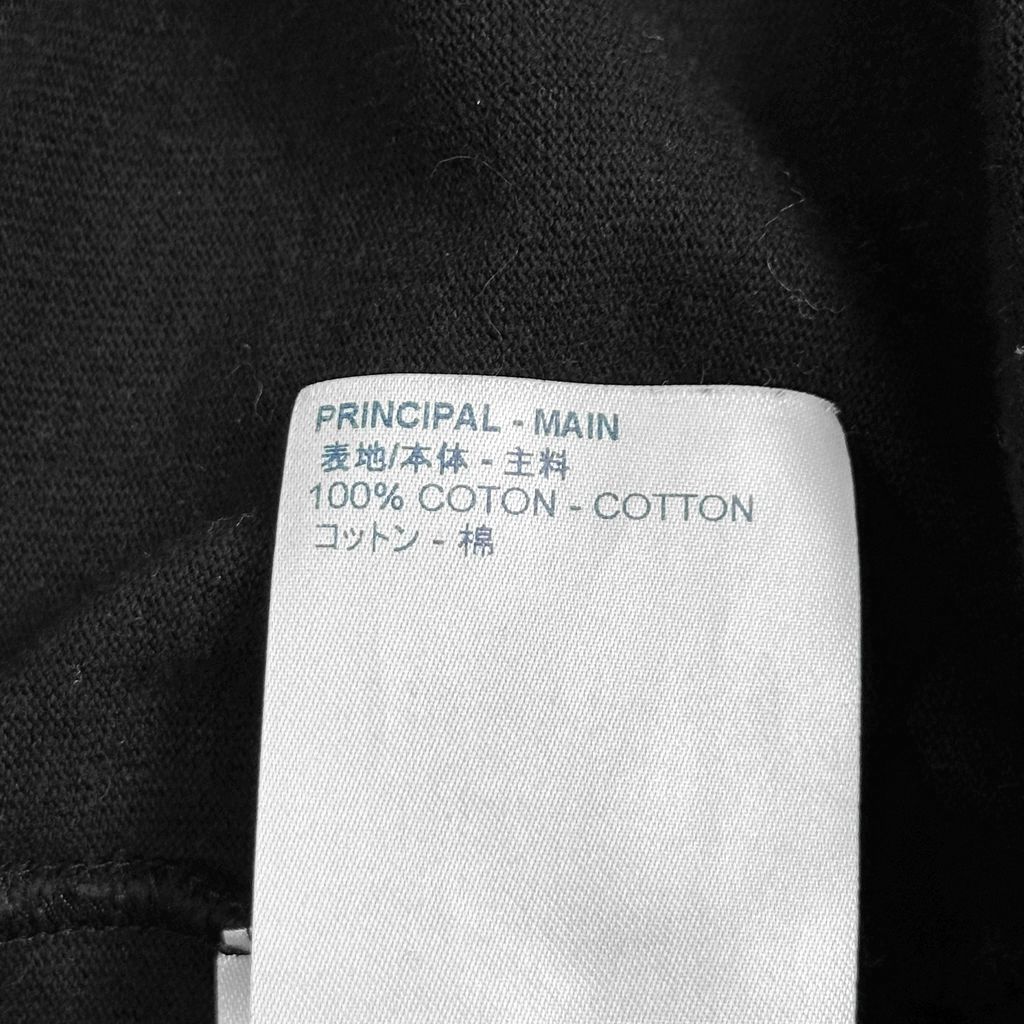 PRINCIPAL - MAIN
表地/本体 - 主料
100% COTON - COTTON
コットン - 棉